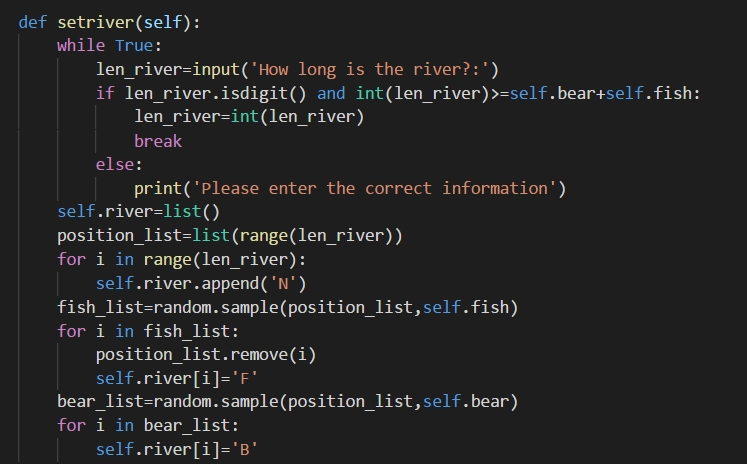 def setriver(self):
    while True:
        len_river=input('How long is the river?:')
        if len_river.isdigit() and int(len_river)>=self.bear+self.fish:
            len_river=int(len_river)
            break
        else:
            print('Please enter the correct information')
    self.river=list()
    position_list=list(range(len_river))
    for i in range(len_river):
        self.river.append('N')
    fish_list=random.sample(position_list,self.fish)
    for i in fish_list:
        position_list.remove(i)
        self.river[i]='F'
    bear_list=random.sample(position_list,self.bear)
    for i in bear_list:
        self.river[i]='B'